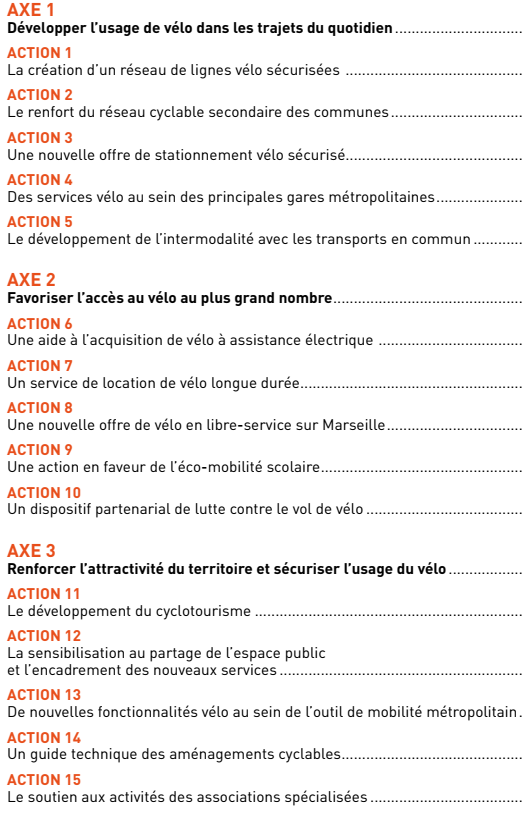 AXE 1
Développer l'usage de vélo dans les trajets du quotidien..............................
ACTION 1
La création d'un réseau de lignes vélo sécurisées ...........................................
ACTION 2
Le renfort du réseau cyclable secondaire des communes................................
ACTION 3
Une nouvelle offre de stationnement vélo sécurisé...........................................
ACTION 4
Des services vélo au sein des principales gares métropolitaines.....................
ACTION 5
Le développement de l'intermodalité avec les transports en commun ............
AXE 2
Favoriser l'accès au vélo au plus grand nombre..............................................
ACTION 6
Une aide à l'acquisition de vélo à assistance électrique ...................................
ACTION 7
Un service de location de vélo longue durée......................................................
ACTION 8
Une nouvelle offre de vélo en libre-service sur Marseille.................................
ACTION 9
Une action en faveur de l'éco-mobilité scolaire.................................................
ACTION 10
Un dispositif partenarial de lutte contre le vol de vélo ......................................
AXE 3
Renforcer l'attractivité du territoire et sécuriser l'usage du vélo..................
ACTION 11
Le développement du cyclotourisme .................................................................
ACTION 12
La sensibilisation au partage de l'espace public
et l'encadrement des nouveaux services...........................................................
ACTION 13
De nouvelles fonctionnalités vélo au sein de l'outil de mobilité métropolitain.
ACTION 14
Un guide technique des aménagements cyclables............................................
ACTION 15
Le soutien aux activités des associations spécialisées.....................................